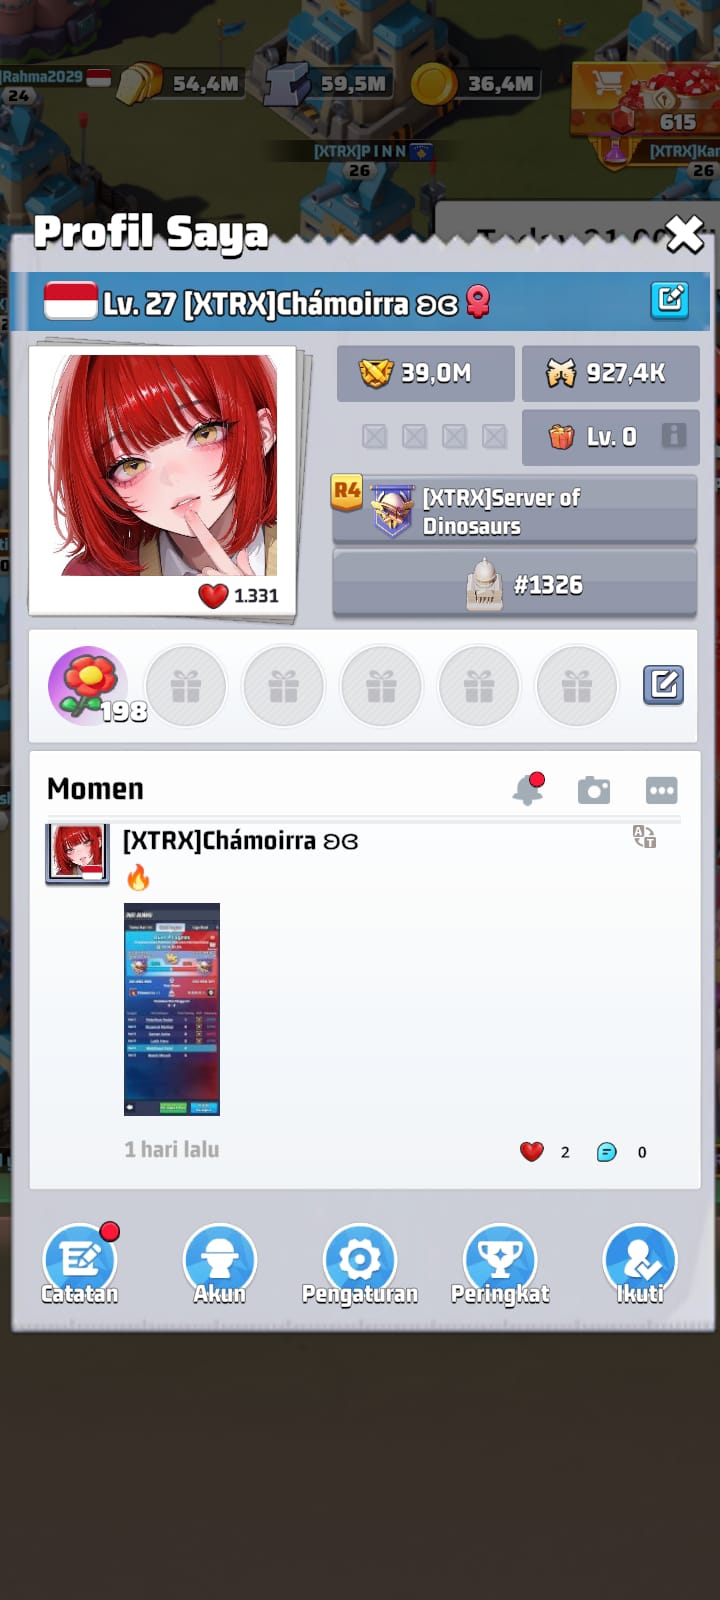 ]Rahma2029
24
54,4M
59,5M
36,4M
615
[XTRX]P I N N
26
[XTRX]Kar
26
Profil Saya
Lv. 27 [XTRX]Chámoirra ʚɞ
39,0M
927,4K
Lv. 0
R4
[XTRX]Server of
Dinosaurs
#1326
1.331
198
Momen
[XTRX]Chámoirra ʚɞ
🔥
1 hari lalu
2
0
Catatan
Akun
Pengaturan
Peringkat
Ikuti